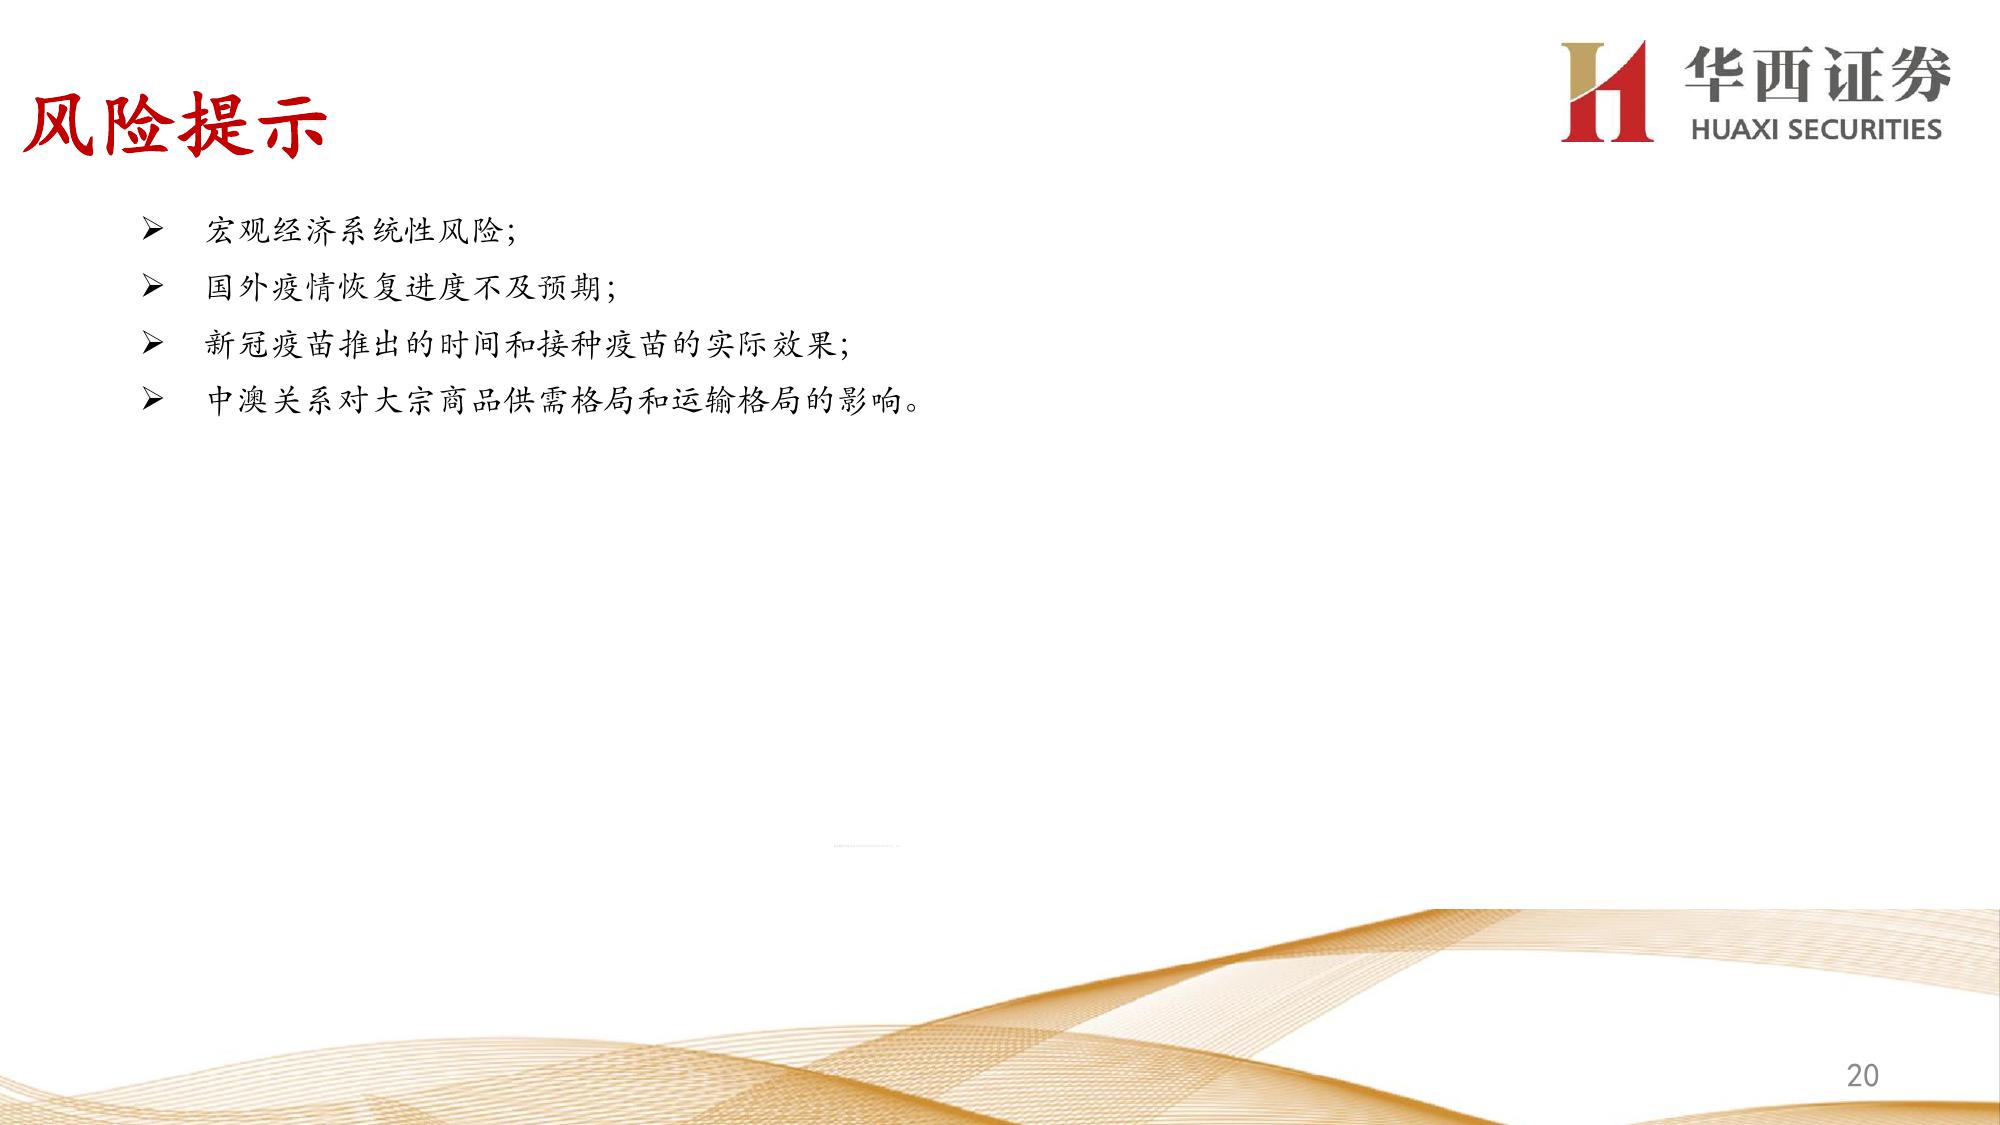 华西证券
HUAXI SECURITIES
风险提示
宏观经济系统性风险；
国外疫情恢复进度不及预期；
新冠疫苗推出的时间和接种疫苗的实际效果；
中澳关系对大宗商品供需格局和运输格局的影响。
20